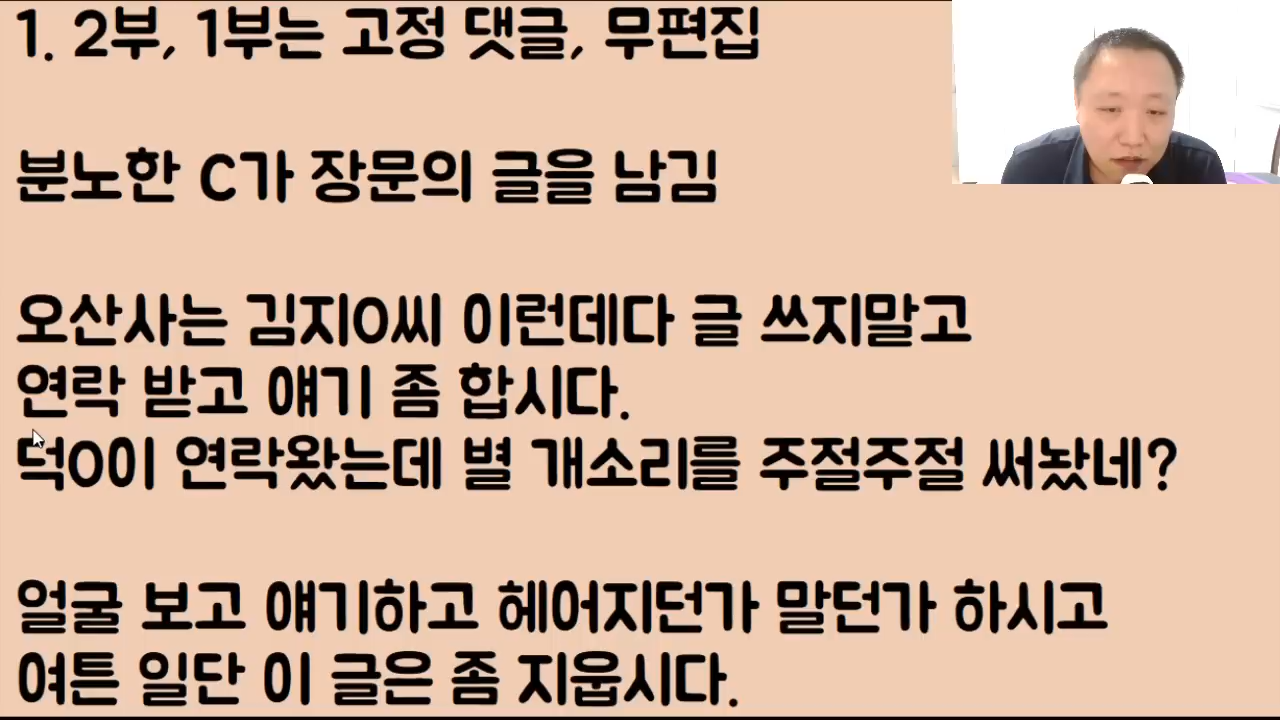 1. 2부, 1부는 고정 댓글, 무편집
분노한 C가 장문의 글을 남김
오산사는 김지O씨 이런데다 글 쓰지말고
연락 받고 얘기 좀 합시다.
덕O이 연락왔는데 별 개소리를 주절주절 써놨네?
얼굴 보고 얘기하고 헤어지던가 말던가 하시고
여튼 일단 이 글은 좀 지웁시다.